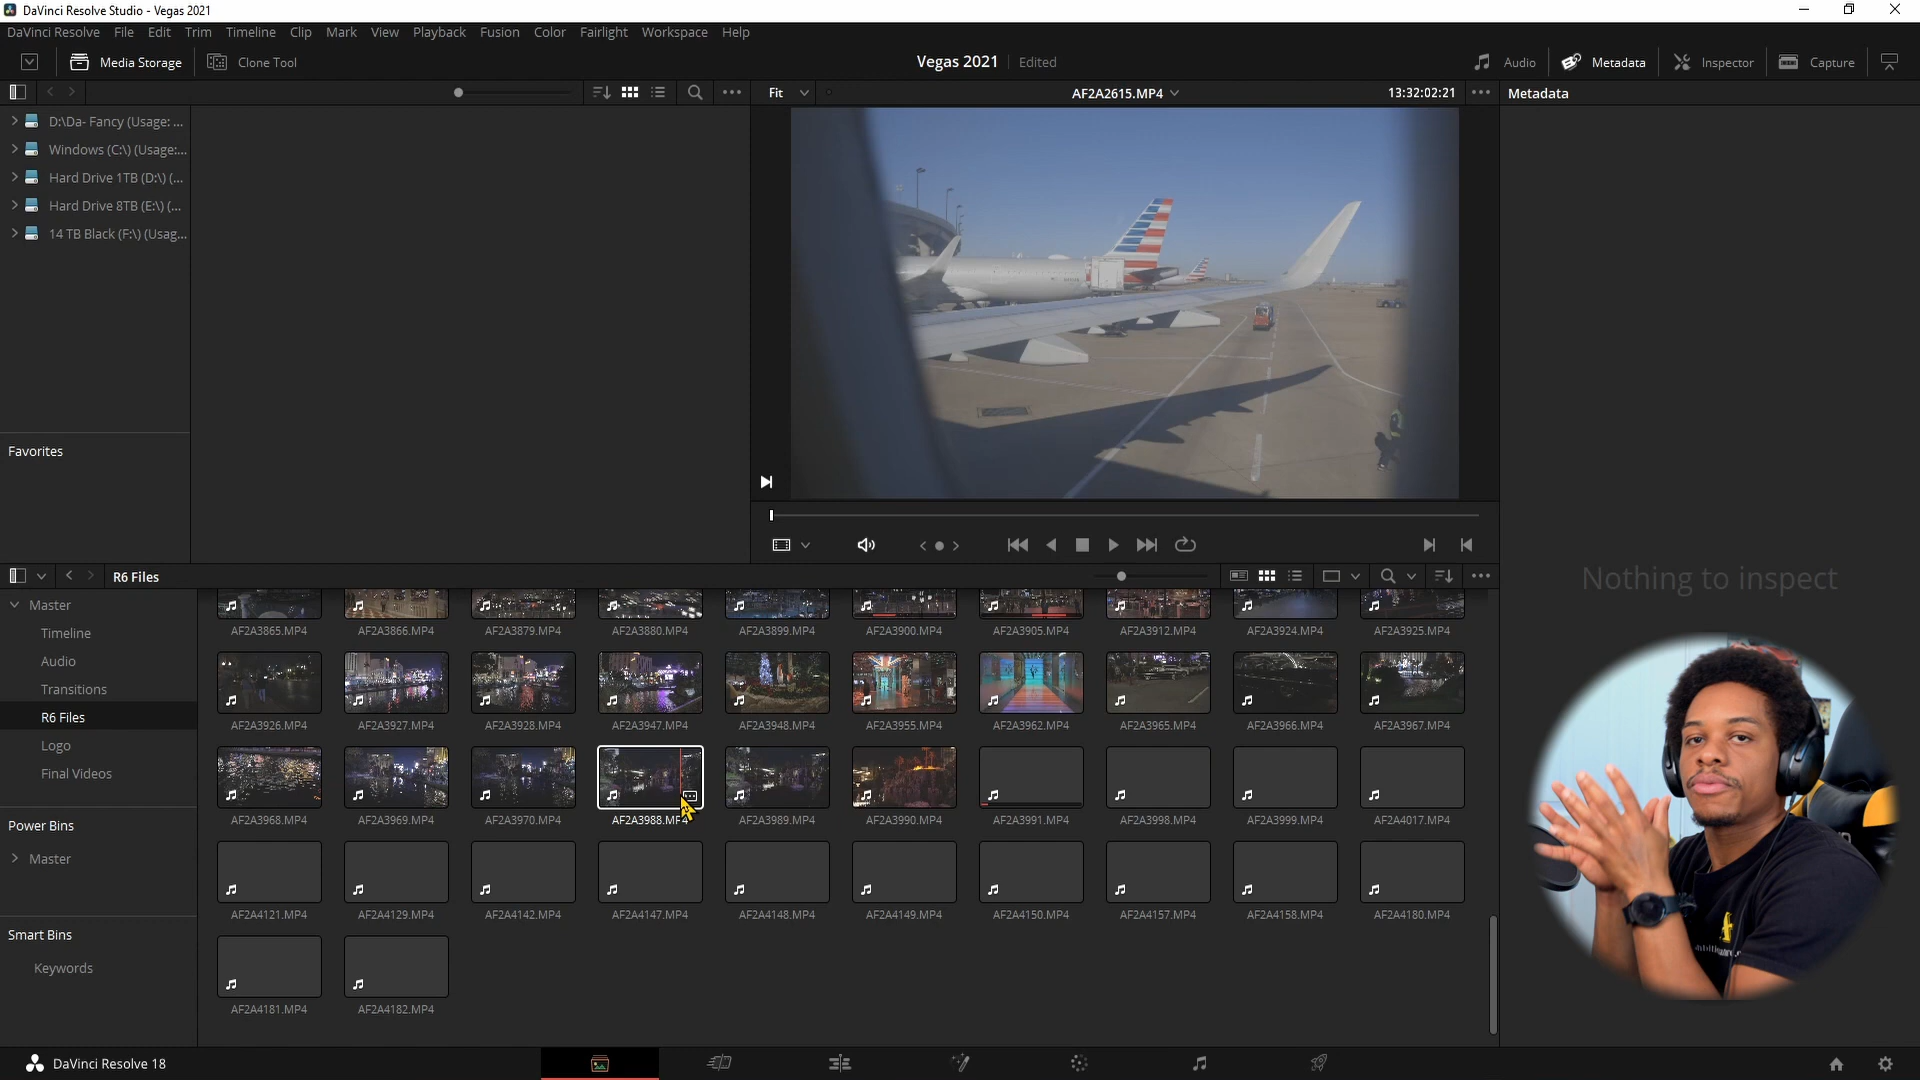 DaVinci Resolve Studio - Vegas 2021
DaVinci Resolve File Edit Trim Timeline Clip Mark View Playback Fusion Color Fairlight Workspace Help
Media Storage Clone Tool Vegas 2021 Edited Audio Metadata Inspector Capture
Fit AF2A2615.MP4 13:32:02:21 Metadata
D:\Da- Fancy (Usage: ...
Windows (C:\) (Usage:...
Hard Drive 1TB (D:\) (...
Hard Drive 8TB (E:\) (...
14 TB Black (F:\) (Usag...
Favorites
R6 Files
Nothing to inspect
Master
Timeline
Audio
Transitions
R6 Files
Logo
Final Videos
Power Bins
Master
Smart Bins
Keywords
AF2A3865.MP4 AF2A3866.MP4 AF2A3879.MP4 AF2A3880.MP4 AF2A3899.MP4 AF2A3900.MP4 AF2A3905.MP4 AF2A3912.MP4 AF2A3924.MP4 AF2A3925.MP4
AF2A3926.MP4 AF2A3927.MP4 AF2A3928.MP4 AF2A3947.MP4 AF2A3948.MP4 AF2A3955.MP4 AF2A3962.MP4 AF2A3965.MP4 AF2A3966.MP4 AF2A3967.MP4
AF2A3968.MP4 AF2A3969.MP4 AF2A3970.MP4 AF2A3988.MP4 AF2A3989.MP4 AF2A3990.MP4 AF2A3991.MP4 AF2A3998.MP4 AF2A3999.MP4 AF2A4017.MP4
AF2A4121.MP4 AF2A4129.MP4 AF2A4142.MP4 AF2A4147.MP4 AF2A4148.MP4 AF2A4149.MP4 AF2A4150.MP4 AF2A4157.MP4 AF2A4158.MP4 AF2A4180.MP4
AF2A4181.MP4 AF2A4182.MP4
DaVinci Resolve 18